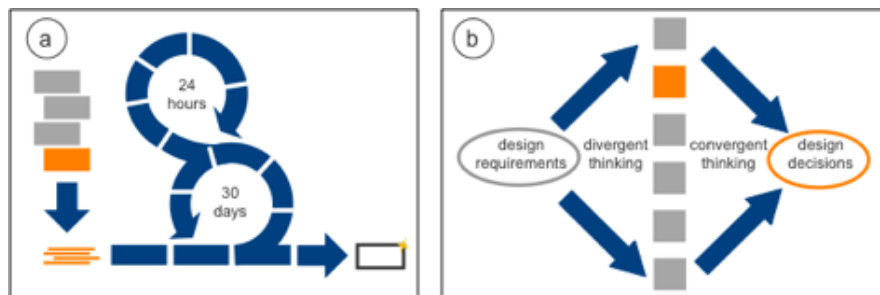 a
24
hours
30
days
b
design
requirements
divergent
thinking
convergent
thinking
design
decisions